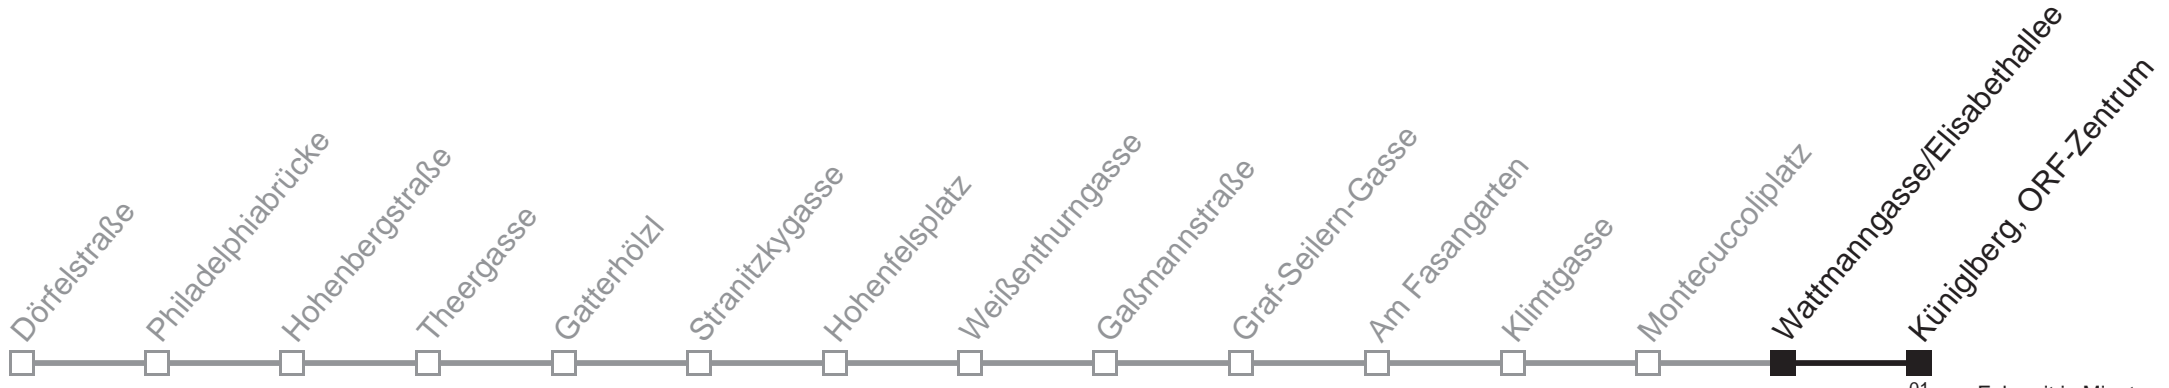 Dörfelstraße
Philadelphiabrücke
Hohenbergstraße
Theergasse
Gatterhölzl
Stranitzkygasse
Hohenfelsplatz
Weißenthurngasse
Gaßmannstraße
Graf-Seilern-Gasse
Am Fasangarten
Klimtgasse
Montecuccoliplatz
Wattmanngasse/Elisabethallee
Küniglberg, ORF-Zentrum